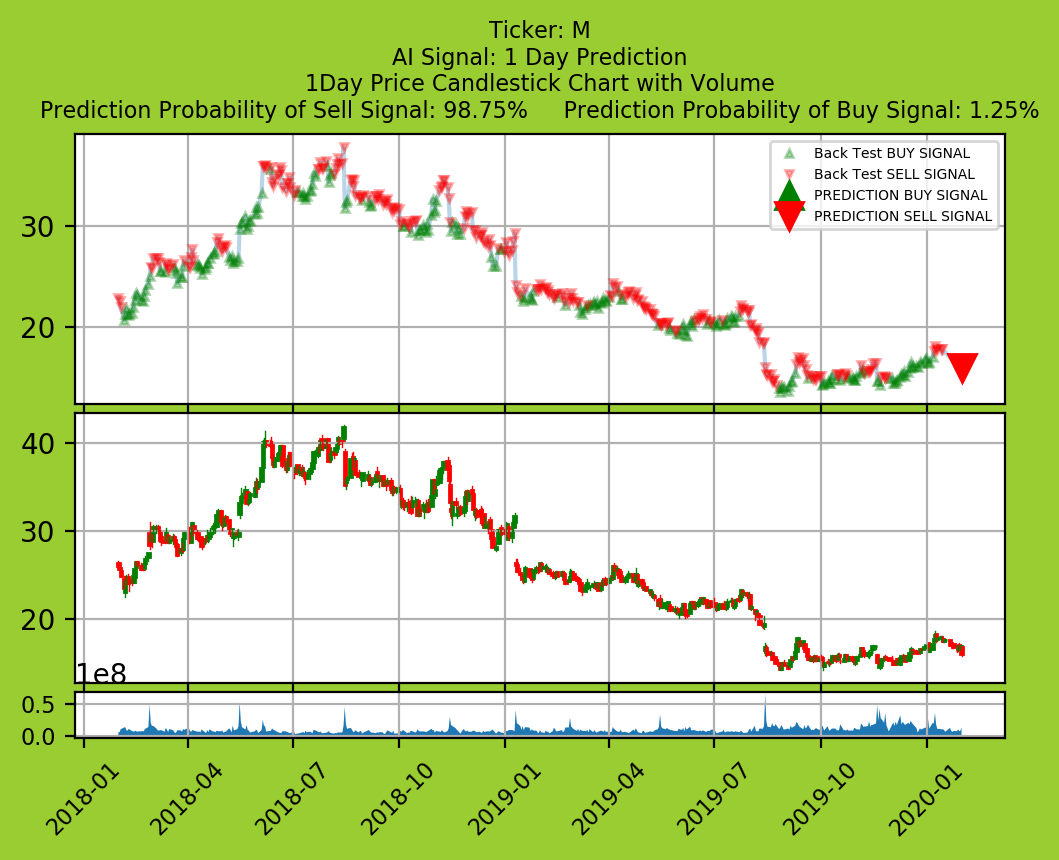 Ticker: M
AI Signal: 1 Day Prediction
1Day Price Candlestick Chart with Volume
Prediction Probability of Sell Signal: 98.75% Prediction Probability of Buy Signal: 1.25%
Back Test BUY SIGNAL
Back Test SELL SIGNAL
PREDICTION BUY SIGNAL
PREDICTION SELL SIGNAL
30
20
40
30
20
1e8
0.5
0.0
2018-01 2018-04 2018-07 2018-10 2019-01 2019-04 2019-07 2019-10 2020-01